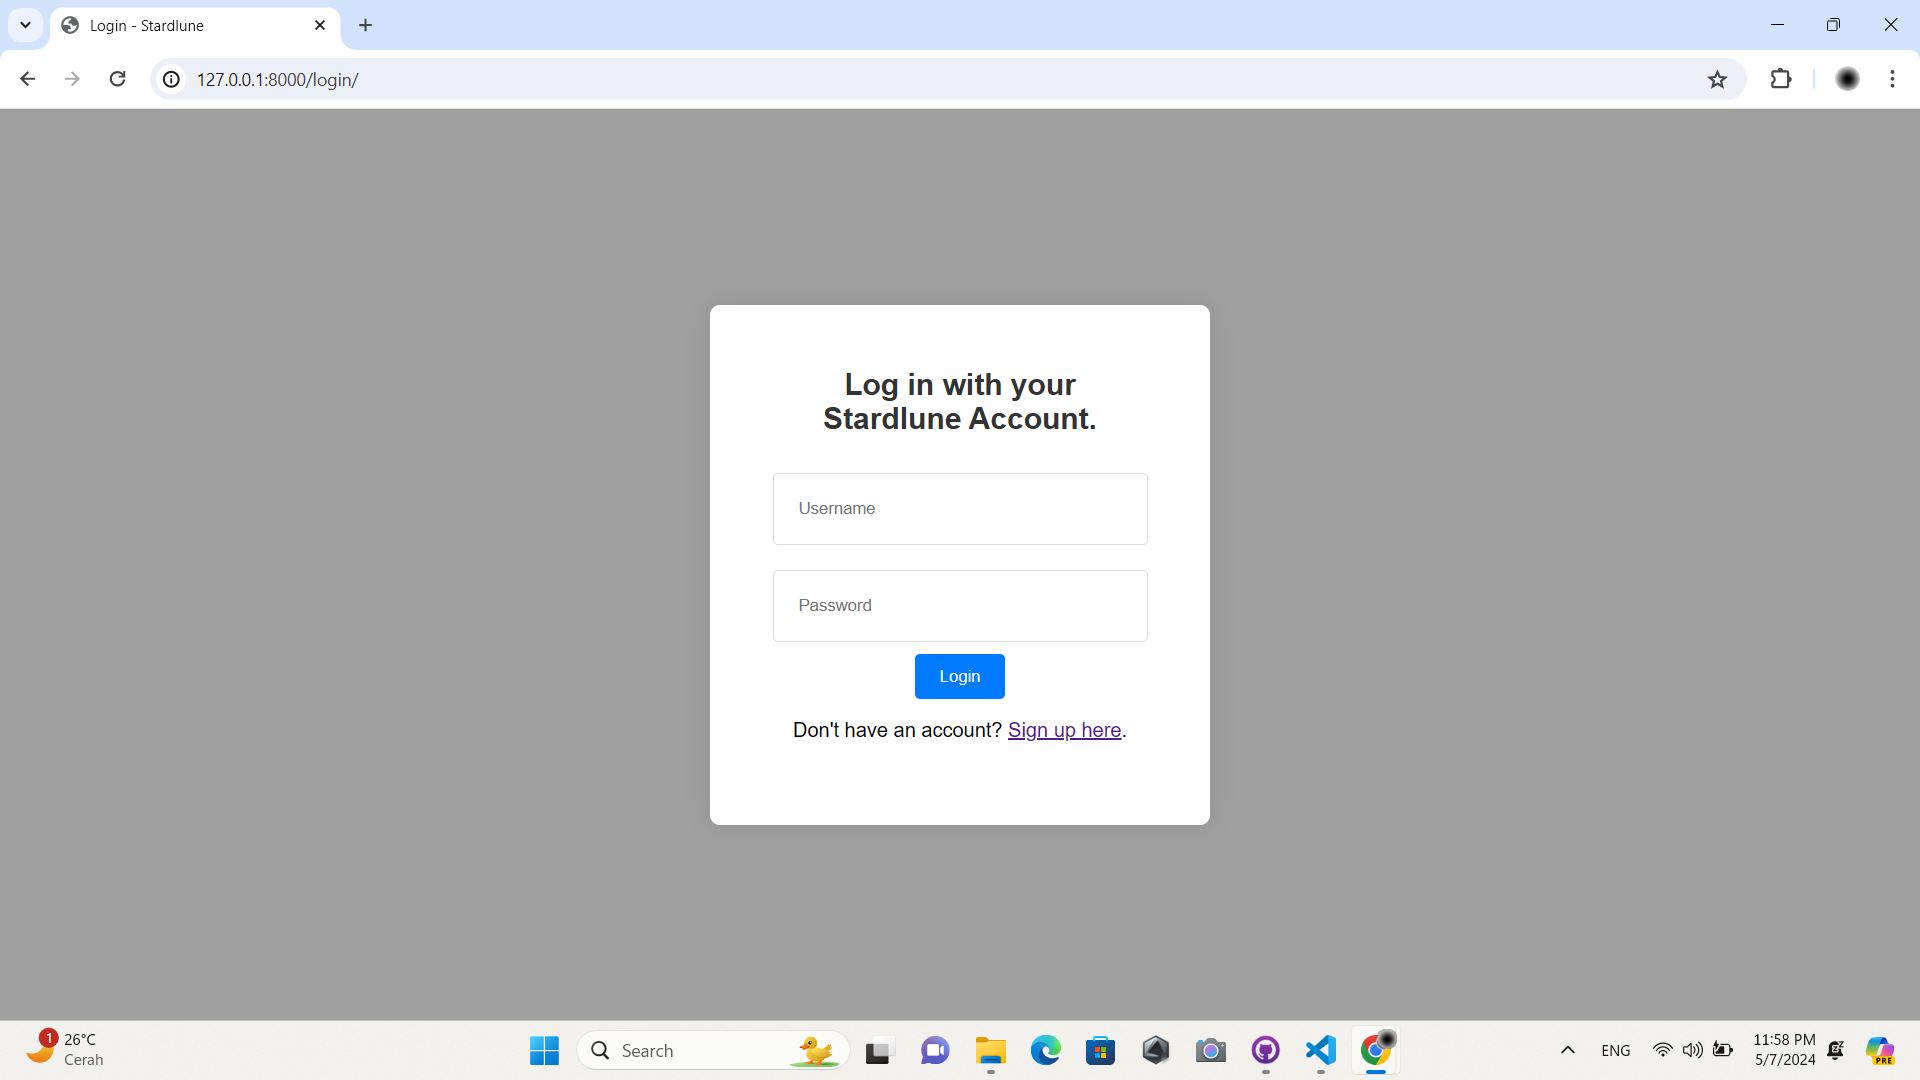 Login - Stardlune
127.0.0.1:8000/login/
Log in with your
Stardlune Account.
Username
Password
Login
Don't have an account? Sign up here.
1
26°C
Cerah
Search
ENG
11:58 PM
5/7/2024
PRE